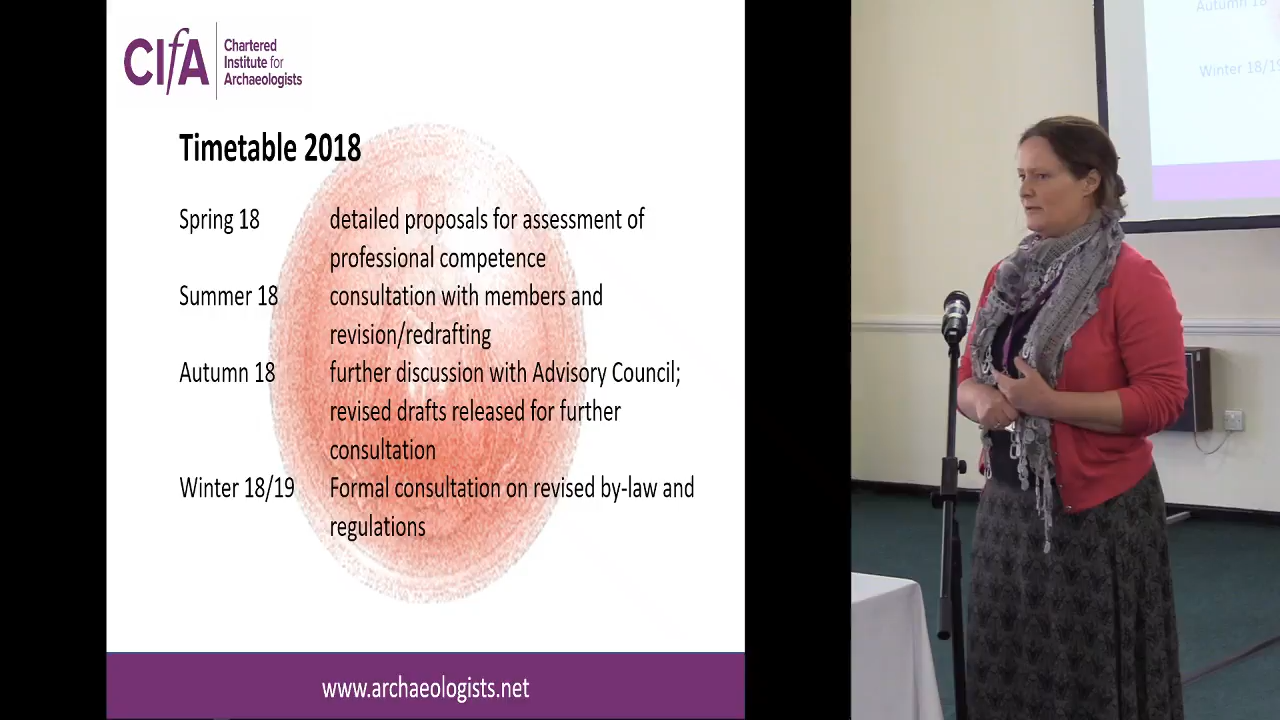 CIfA
Chartered
Institute for
Archaeologists
Timetable 2018
Spring 18 detailed proposals for assessment of
professional competence
Summer 18 consultation with members and
revision/redrafting
Autumn 18 further discussion with Advisory Council;
revised drafts released for further
consultation
Winter 18/19 Formal consultation on revised by-law and
regulations
www.archaeologists.net
Autumn 18
Winter 18/19